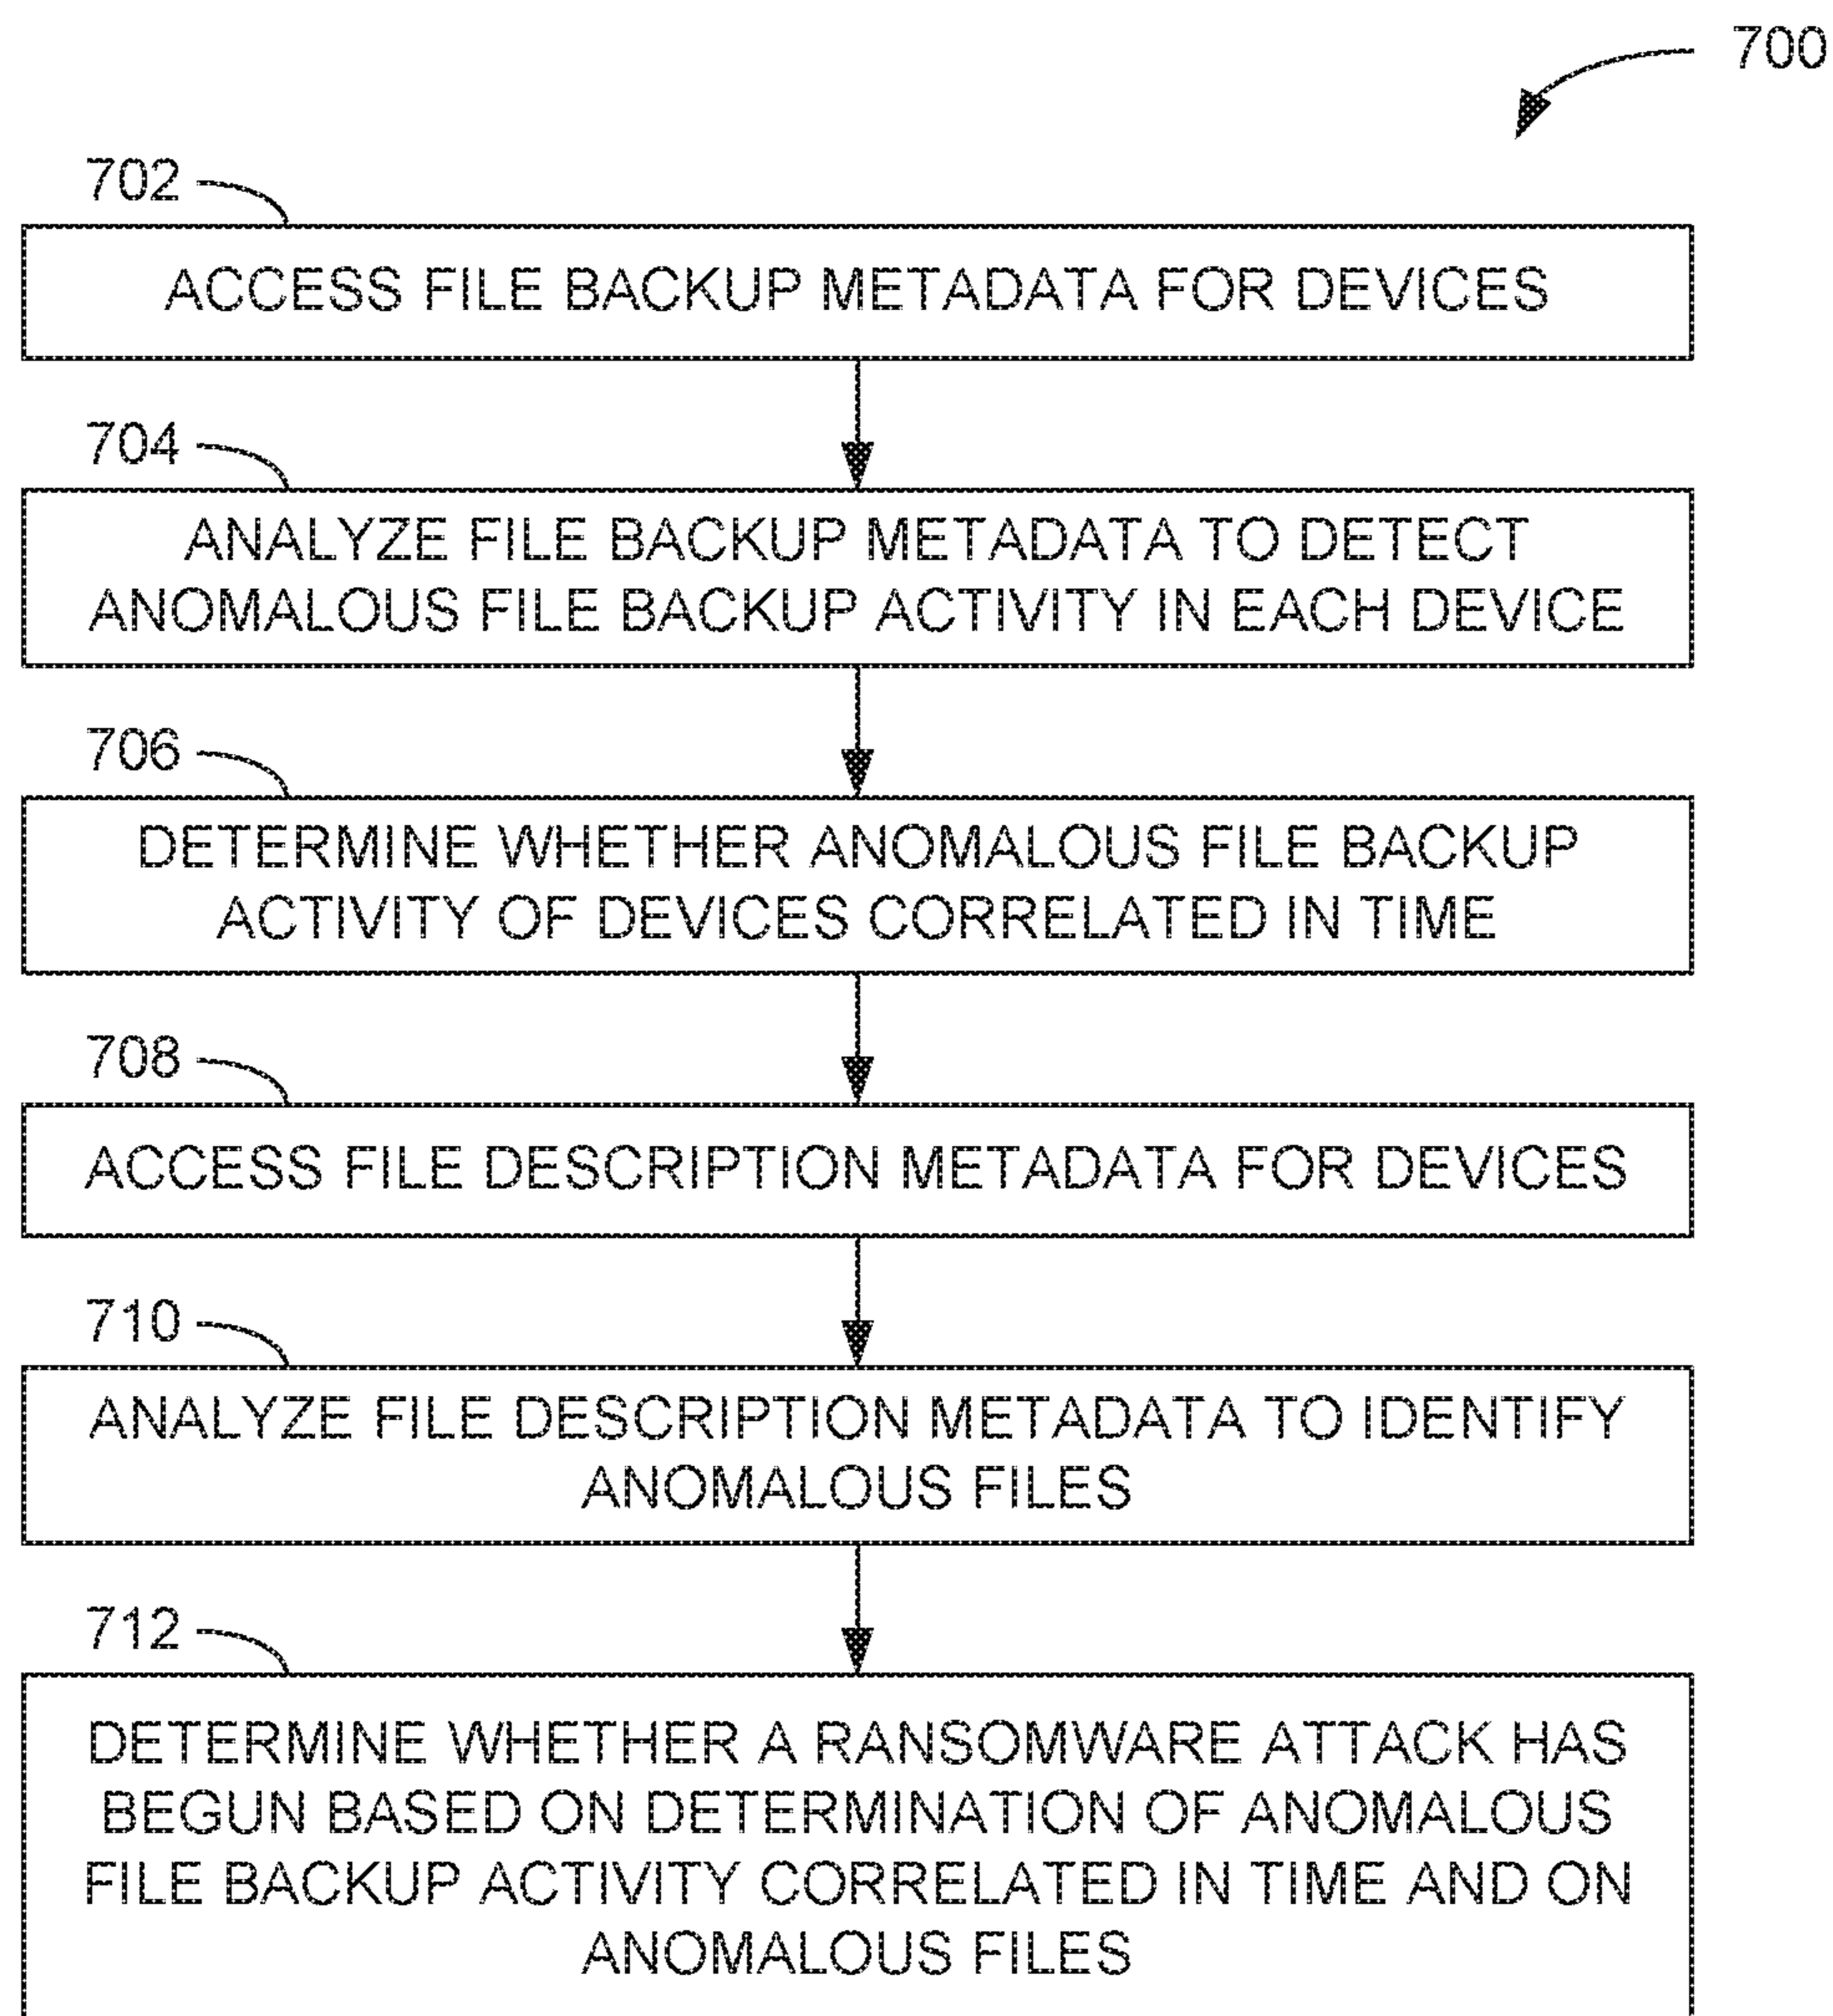 700
702
ACCESS FILE BACKUP METADATA FOR DEVICES
704
ANALYZE FILE BACKUP METADATA TO DETECT
ANOMALOUS FILE BACKUP ACTIVITY IN EACH DEVICE
706
DETERMINE WHETHER ANOMALOUS FILE BACKUP
ACTIVITY OF DEVICES CORRELATED IN TIME
708
ACCESS FILE DESCRIPTION METADATA FOR DEVICES
710
ANALYZE FILE DESCRIPTION METADATA TO IDENTIFY
ANOMALOUS FILES
712
DETERMINE WHETHER A RANSOMWARE ATTACK HAS
BEGUN BASED ON DETERMINATION OF ANOMALOUS
FILE BACKUP ACTIVITY CORRELATED IN TIME AND ON
ANOMALOUS FILES